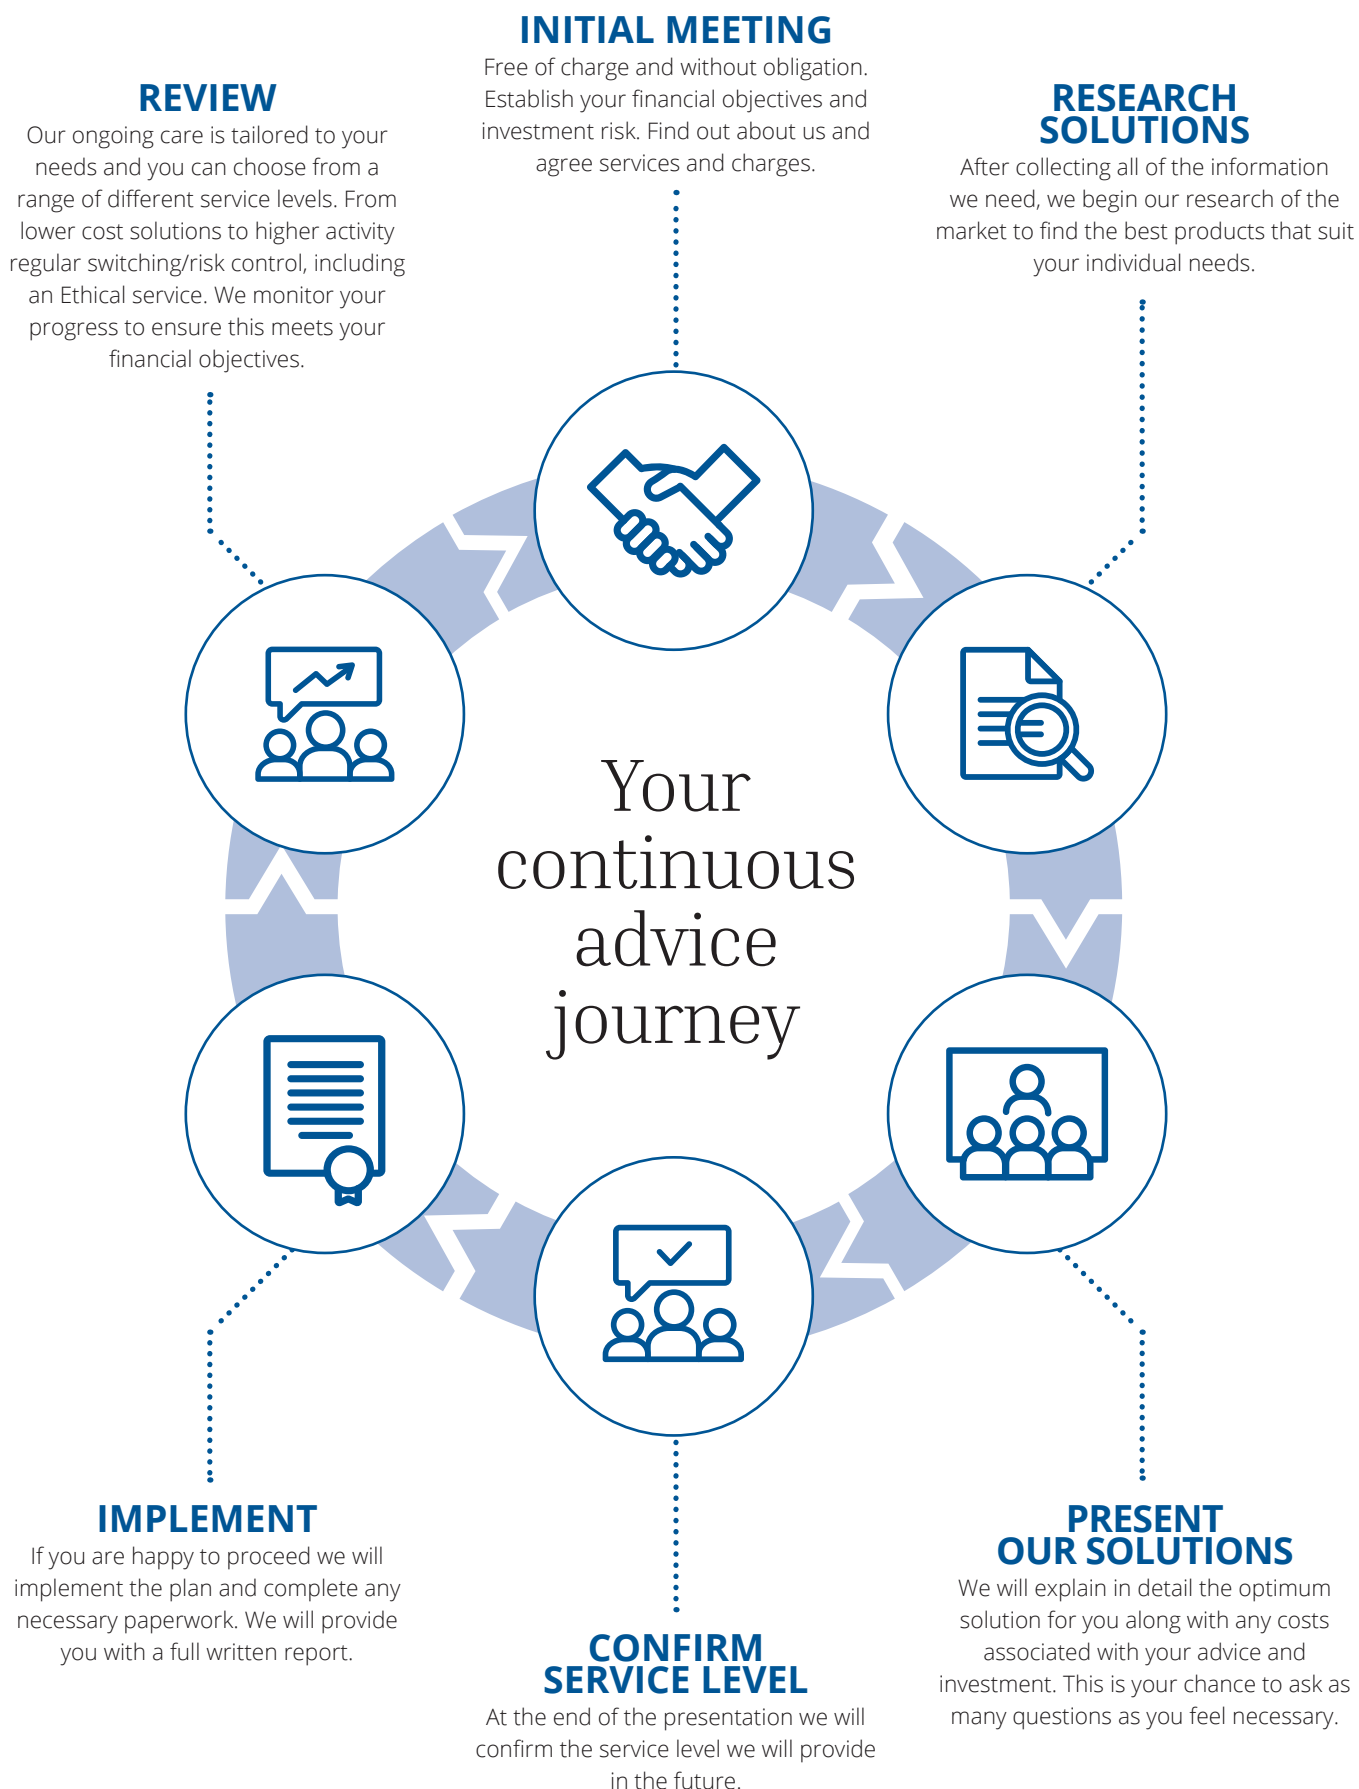 INITIAL MEETING
Free of charge and without obligation.
Establish your financial objectives and
investment risk. Find out about us and
agree services and charges.
RESEARCH
SOLUTIONS
After collecting all of the information
we need, we begin our research of the
market to find the best products that suit
your individual needs.
PRESENT
OUR SOLUTIONS
We will explain in detail the optimum
solution for you along with any costs
associated with your advice and
investment. This is your chance to ask as
many questions as you feel necessary.
CONFIRM
SERVICE LEVEL
At the end of the presentation we will
confirm the service level we will provide
in the future.
IMPLEMENT
If you are happy to proceed we will
implement the plan and complete any
necessary paperwork. We will provide
you with a full written report.
REVIEW
Our ongoing care is tailored to your
needs and you can choose from a
range of different service levels. From
lower cost solutions to higher activity
regular switching/risk control, including
an Ethical service. We monitor your
progress to ensure this meets your
financial objectives.
Your
continuous
advice
journey